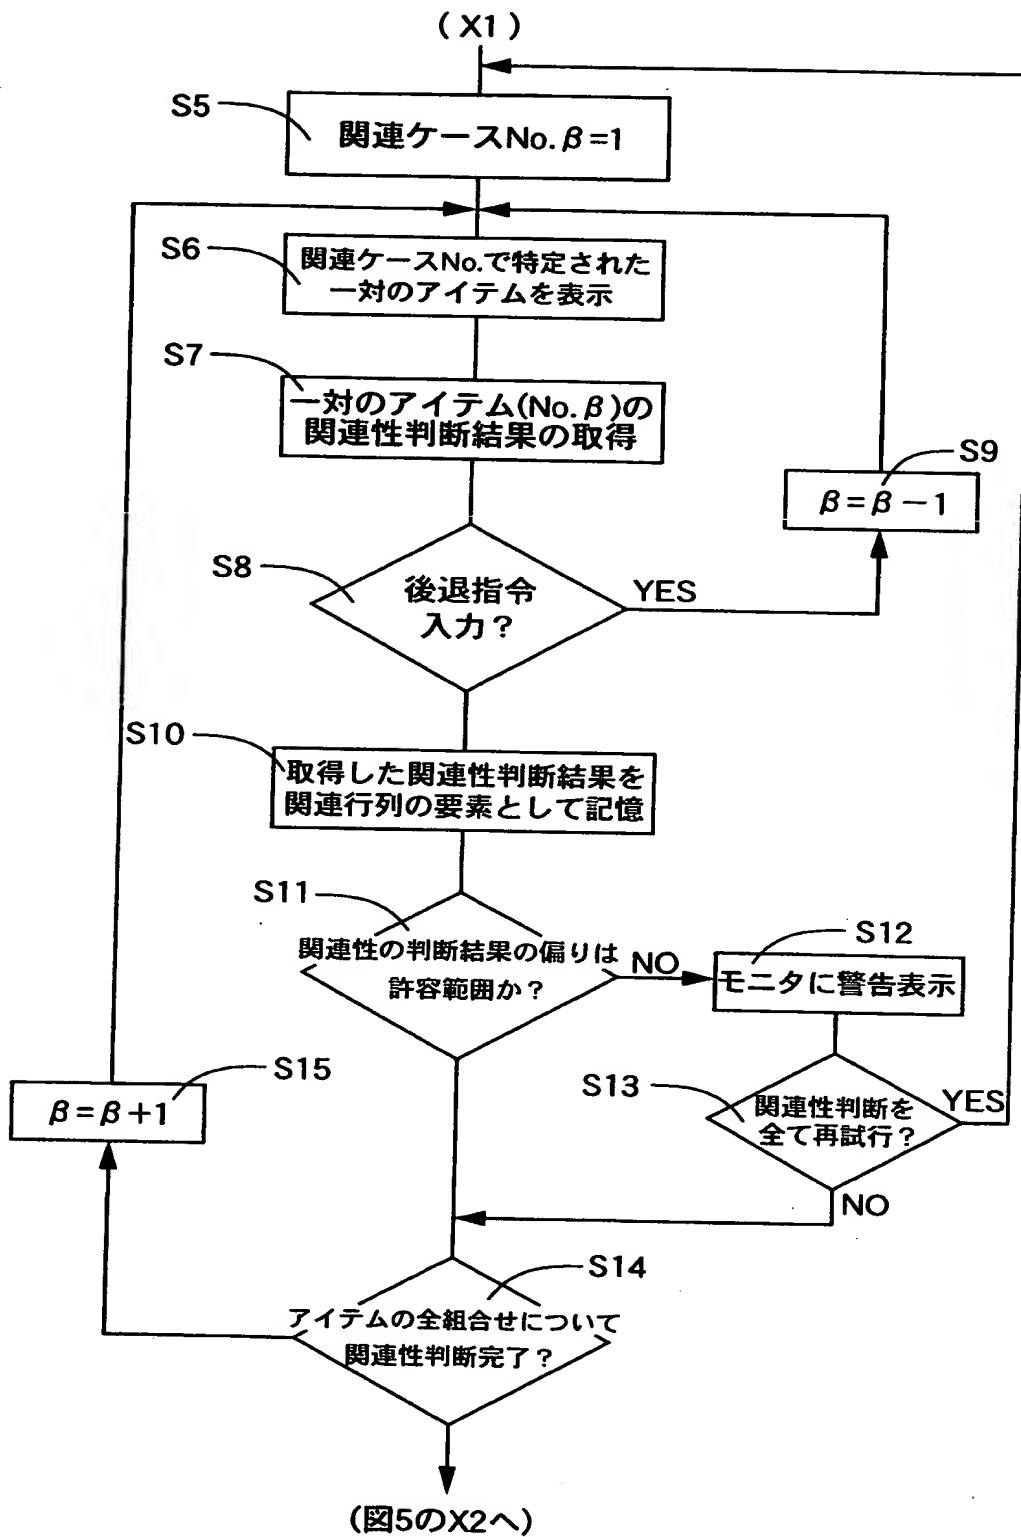 (X1)
S5
関連ケースNo.β=1
S6
関連ケースNo.で特定された
一対のアイテムを表示
S7
一対のアイテム(No.β)の
関連性判断結果の取得
S9
β=β－1
S8
後退指令
入力？
YES
S10
取得した関連性判断結果を
関連行列の要素として記憶
S11
関連性の判断結果の偏りは
許容範囲か？
NO
S12
モニタに警告表示
S15
β=β+1
S13
関連性判断を
全て再試行？
YES
NO
S14
アイテムの全組合せについて
関連性判断完了？
(図5のX2へ)